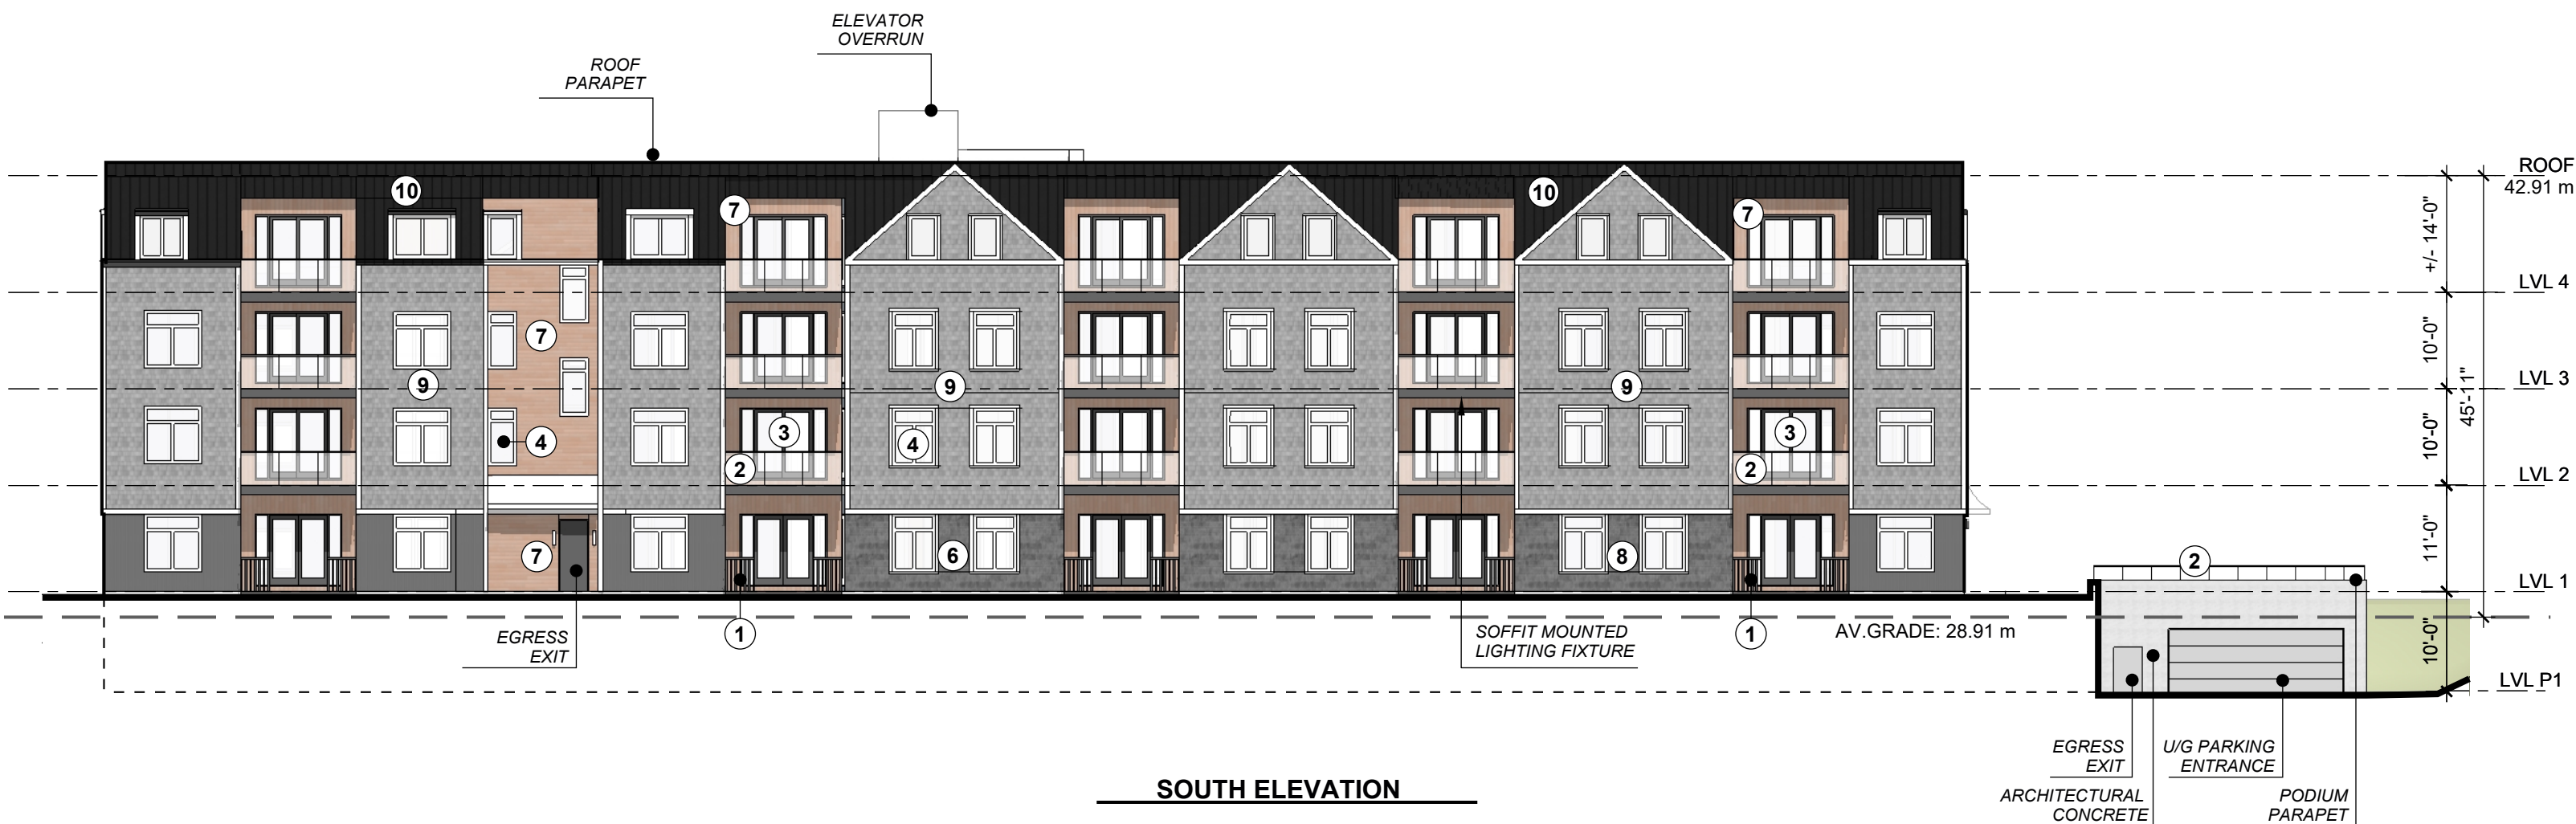 ELEVATOR
OVERRUN
ROOF
PARAPET
ROOF
42.91 m
10
10
7
7
+/- 14'-0"
LVL 4
7
10'-0"
9
9
9
LVL 3
45'-11"
3
3
4
4
10'-0"
2
2
LVL 2
7
6
8
11'-0"
2
LVL 1
EGRESS
EXIT
1
SOFFIT MOUNTED
LIGHTING FIXTURE
1
AV.GRADE: 28.91 m
10'-0"
LVL P1
EGRESS
EXIT
U/G PARKING
ENTRANCE
ARCHITECTURAL
CONCRETE
PODIUM
PARAPET
SOUTH ELEVATION